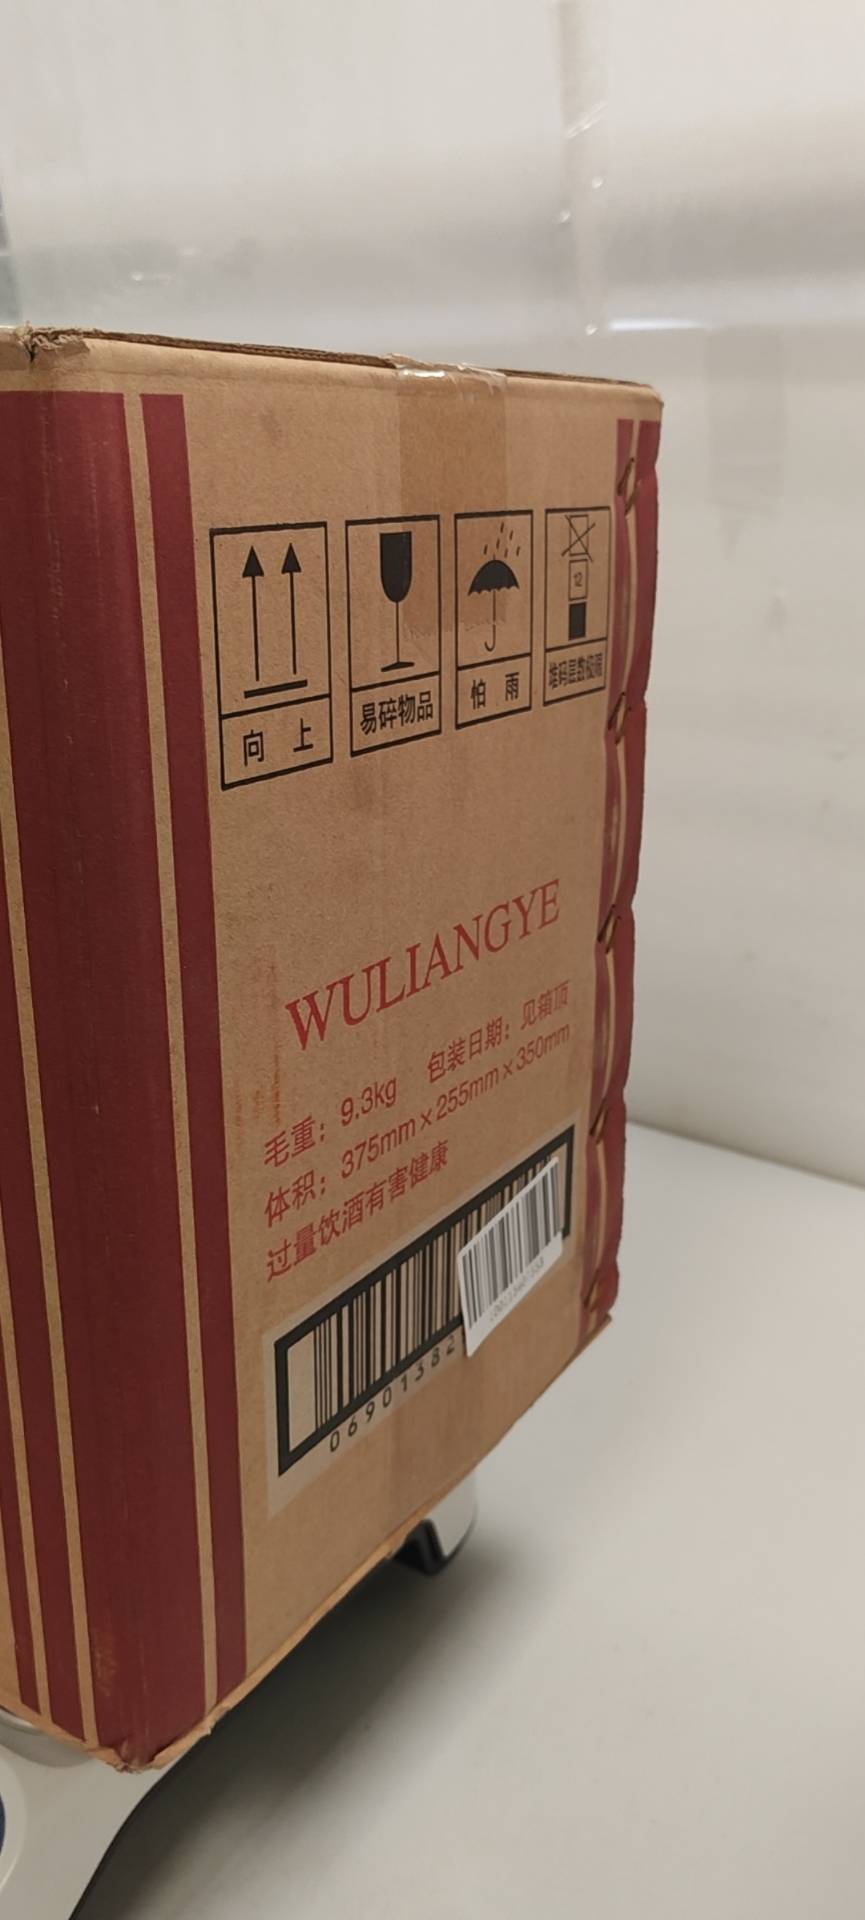 12
向 上
易碎物品
怕 雨
堆码层数极限
WULIANGYE
毛重：9.3kg 包装日期：见箱顶
体积：375mm×255mm×350mm
过量饮酒有害健康
06901382